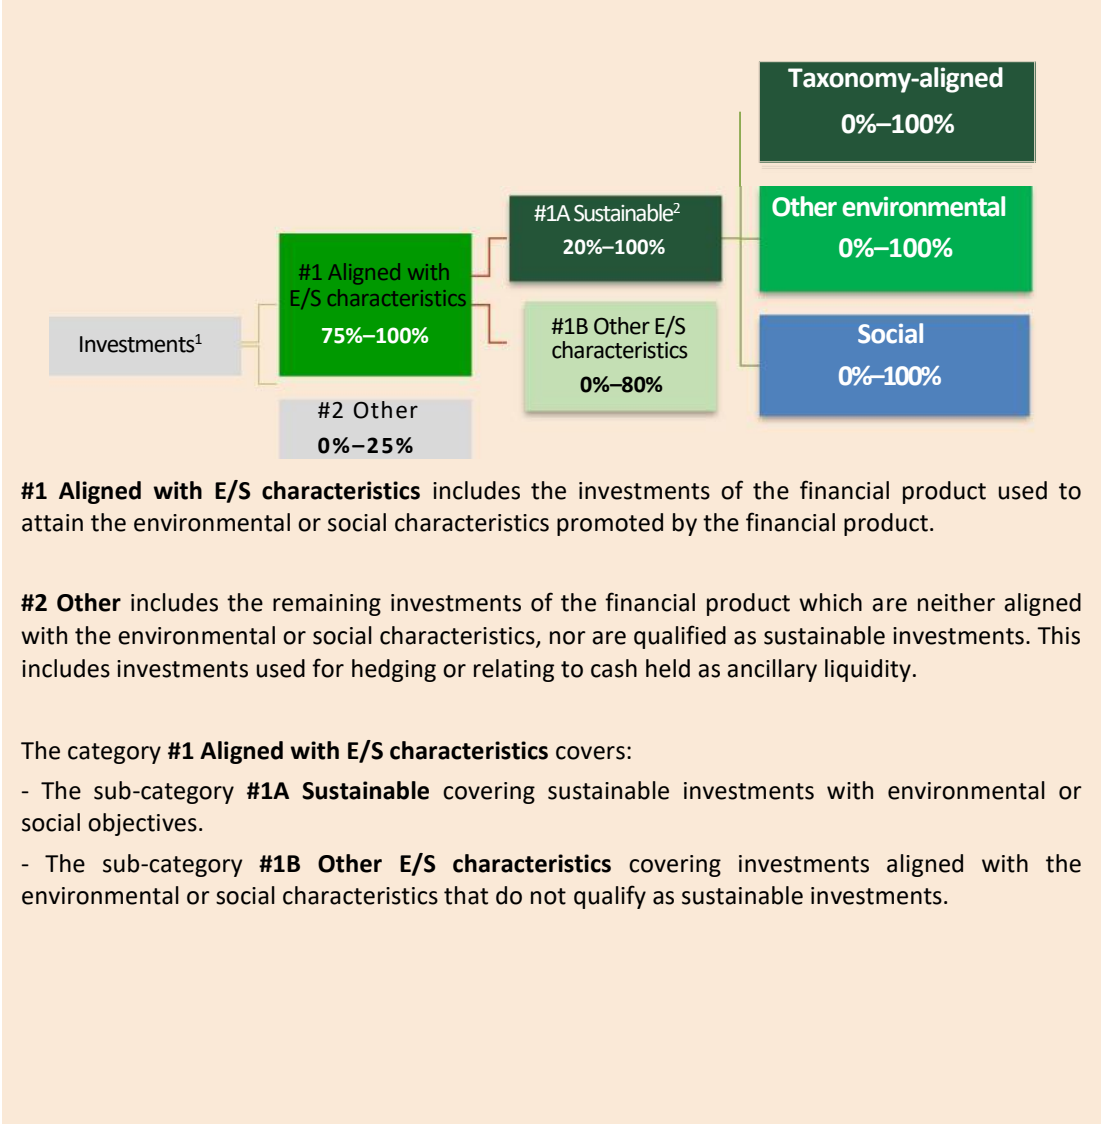 Taxonomy-aligned
0%–100%
#1A Sustainable²
20%–100%
Other environmental
0%–100%
#1 Aligned with
E/S characteristics
75%–100%
Investments¹
#1B Other E/S
characteristics
0%–80%
Social
0%–100%
#2 Other
0%–25%
#1 Aligned with E/S characteristics includes the investments of the financial product used to
attain the environmental or social characteristics promoted by the financial product.
#2 Other includes the remaining investments of the financial product which are neither aligned
with the environmental or social characteristics, nor are qualified as sustainable investments. This
includes investments used for hedging or relating to cash held as ancillary liquidity.
The category #1 Aligned with E/S characteristics covers:
- The sub-category #1A Sustainable covering sustainable investments with environmental or
social objectives.
- The sub-category #1B Other E/S characteristics covering investments aligned with the
environmental or social characteristics that do not qualify as sustainable investments.